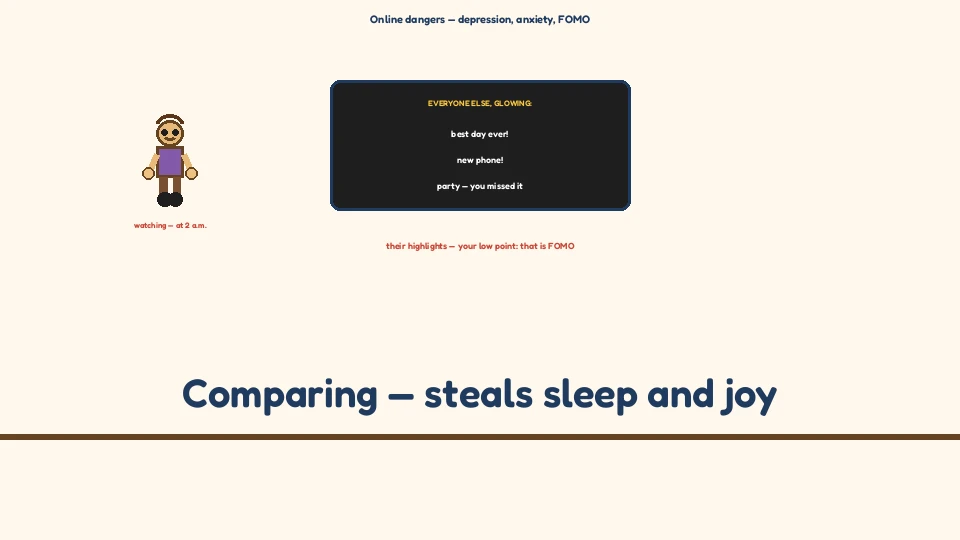 Online dangers — depression, anxiety, FOMO
EVERYONE ELSE, GLOWING:
best day ever!
new phone!
party — you missed it
watching — at 2 a.m.
their highlights — your low point: that is FOMO
Comparing — steals sleep and joy